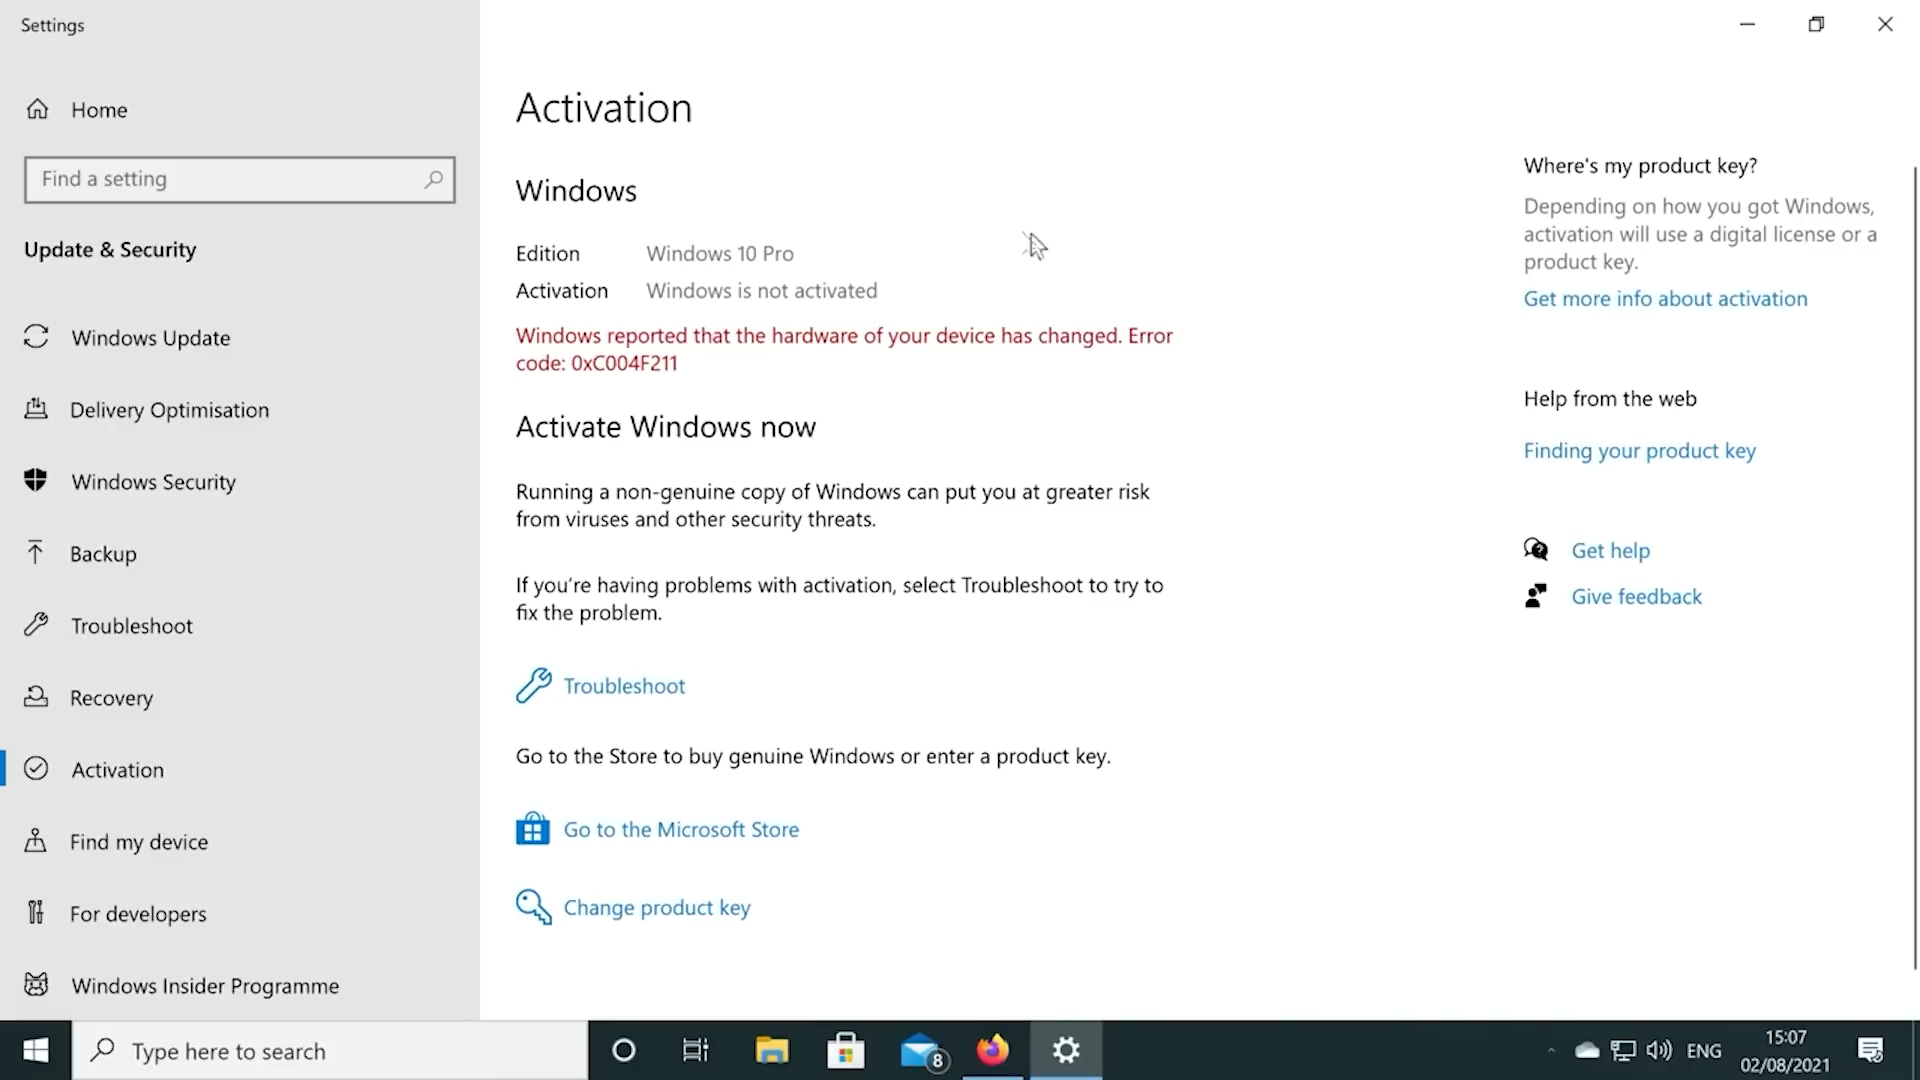 Settings
Home
Find a setting
Update & Security
Windows Update
Delivery Optimisation
Windows Security
Backup
Troubleshoot
Recovery
Activation
Find my device
For developers
Windows Insider Programme
Activation
Windows
Edition Windows 10 Pro
Activation Windows is not activated
Windows reported that the hardware of your device has changed. Error
code: 0xC004F211
Activate Windows now
Running a non-genuine copy of Windows can put you at greater risk
from viruses and other security threats.
If you're having problems with activation, select Troubleshoot to try to
fix the problem.
Troubleshoot
Go to the Store to buy genuine Windows or enter a product key.
Go to the Microsoft Store
Change product key
Where's my product key?
Depending on how you got Windows,
activation will use a digital license or a
product key.
Get more info about activation
Help from the web
Finding your product key
Get help
Give feedback
Type here to search
8
ENG
15:07
02/08/2021